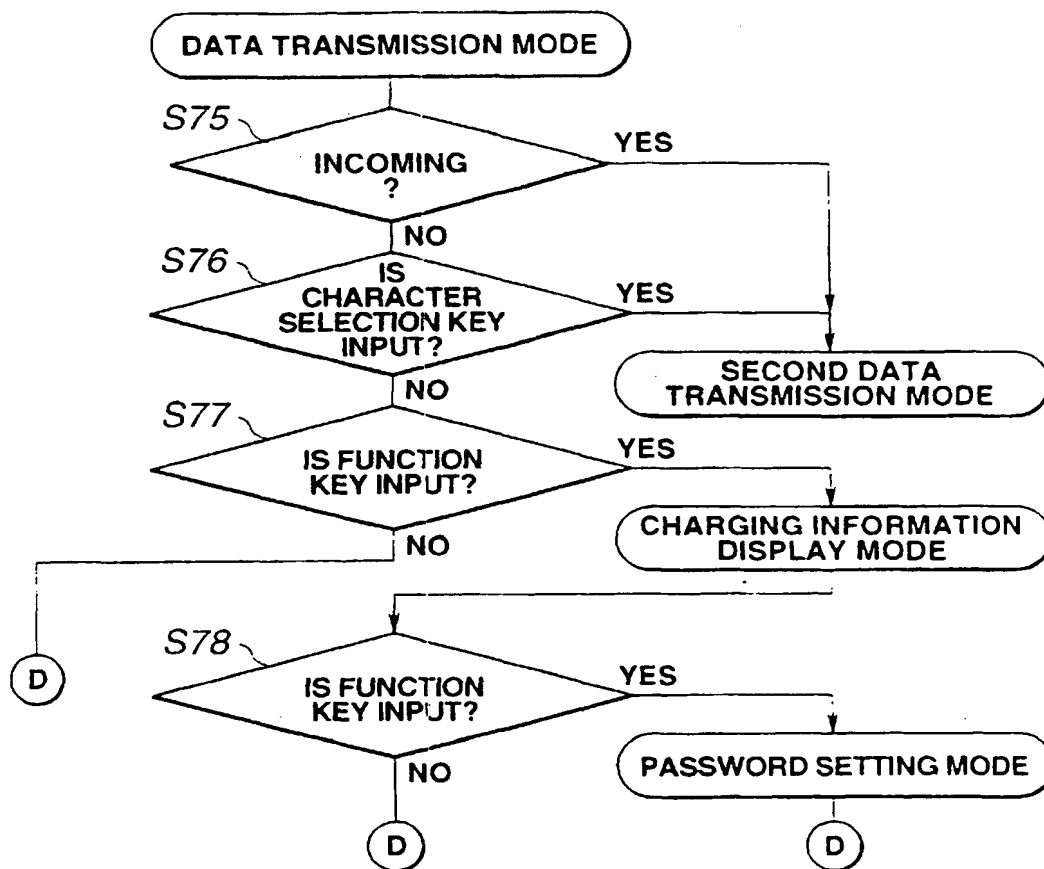 DATA TRANSMISSION MODE
S75
INCOMING
?
YES
NO
S76
IS
CHARACTER
SELECTION KEY
INPUT?
YES
SECOND DATA
TRANSMISSION MODE
NO
S77
IS FUNCTION
KEY INPUT?
YES
CHARGING INFORMATION
DISPLAY MODE
NO
D
S78
IS FUNCTION
KEY INPUT?
YES
PASSWORD SETTING MODE
NO
D
D